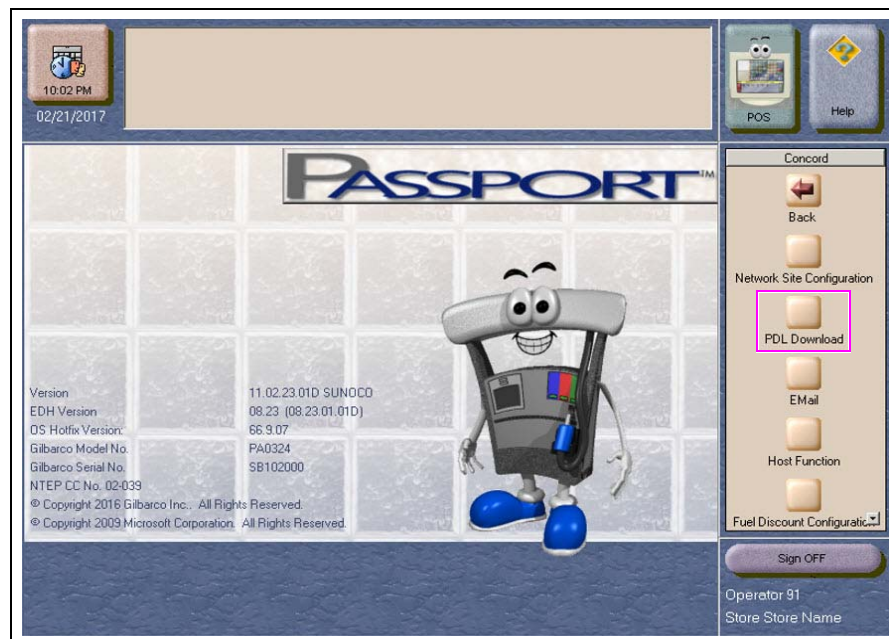 10:02 PM
02/21/2017
POS
Help
PASSPORT™
Concord
Back
Network Site Configuration
PDL Download
EMail
Host Function
Fuel Discount Configuration
Version 11.02.23.01D SUNOCO
EDH Version 08.23 (08.23.01.01D)
OS Hotfix Version: 66.9.07
Gilbarco Model No. PA0324
Gilbarco Serial No. SB102000
NTEP CC No. 02-039
© Copyright 2016 Gilbarco Inc.. All Rights Reserved.
© Copyright 2009 Microsoft Corporation. All Rights Reserved.
Sign OFF
Operator 91
Store Store Name